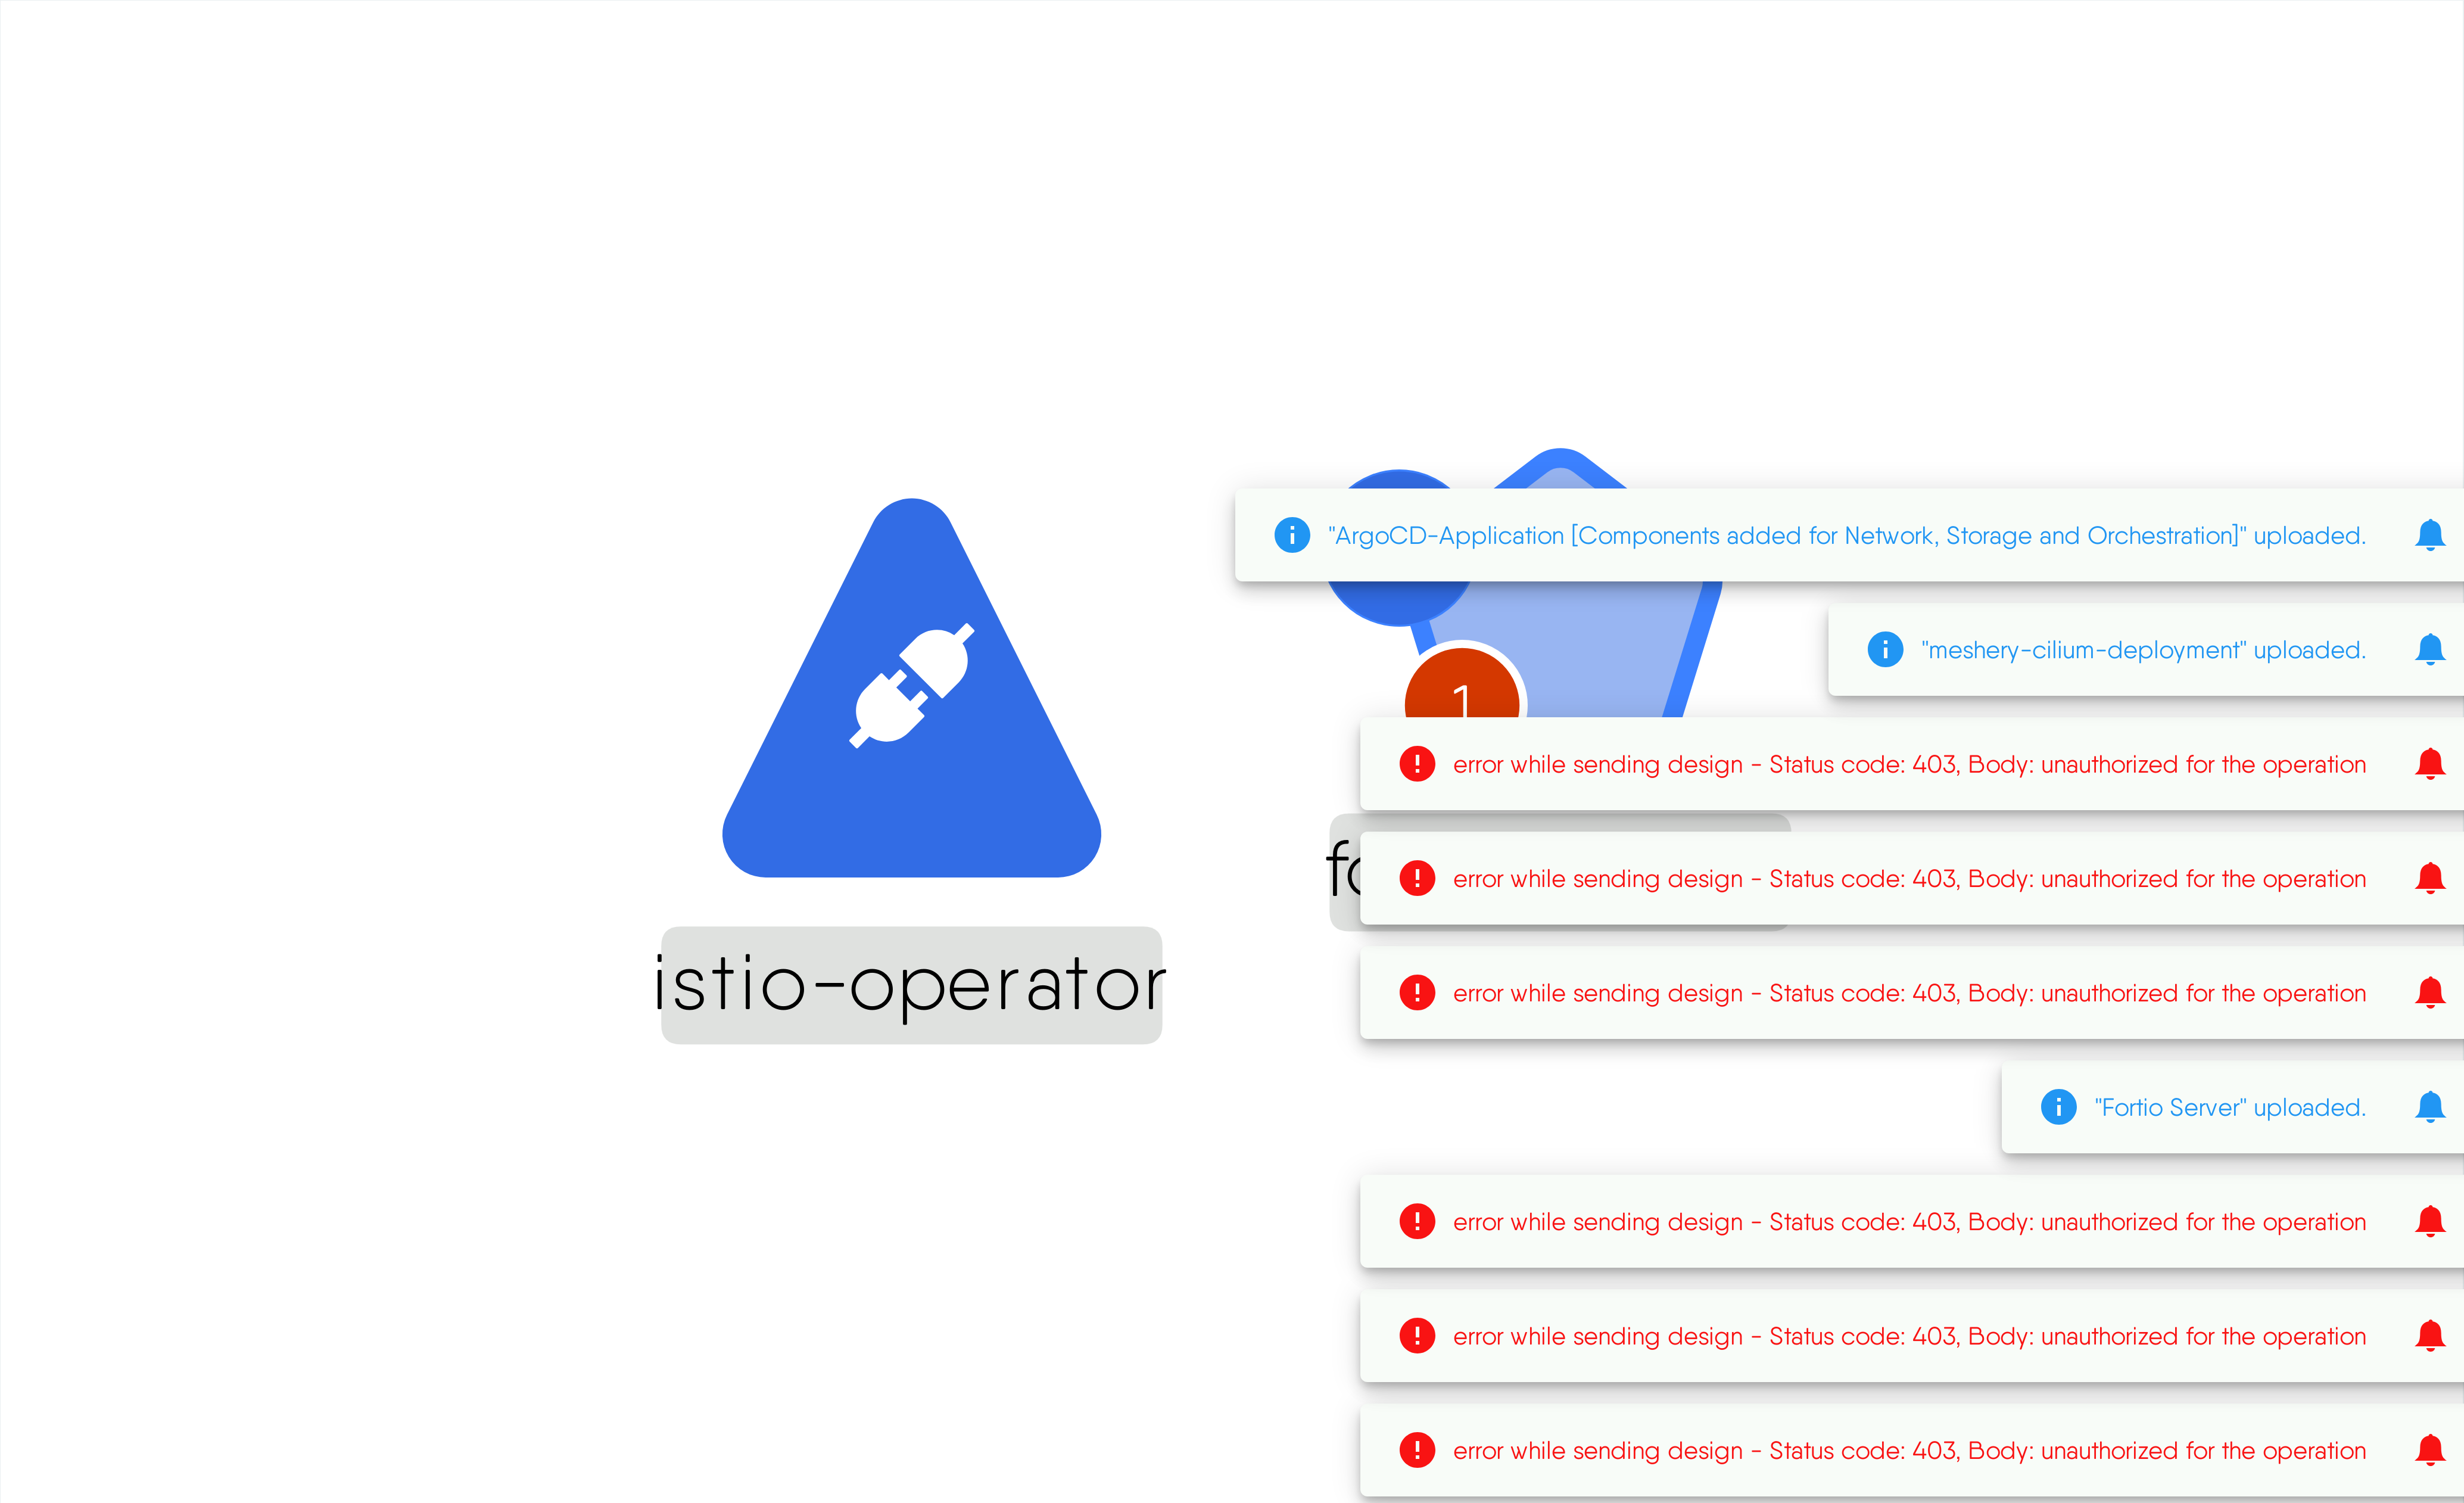 "ArgoCD-Application [Components added for Network, Storage and Orchestration]" uploaded.
"meshery-cilium-deployment" uploaded.
1
error while sending design - Status code: 403, Body: unauthorized for the operation
error while sending design - Status code: 403, Body: unauthorized for the operation
istio-operator
error while sending design - Status code: 403, Body: unauthorized for the operation
"Fortio Server" uploaded.
error while sending design - Status code: 403, Body: unauthorized for the operation
error while sending design - Status code: 403, Body: unauthorized for the operation
error while sending design - Status code: 403, Body: unauthorized for the operation